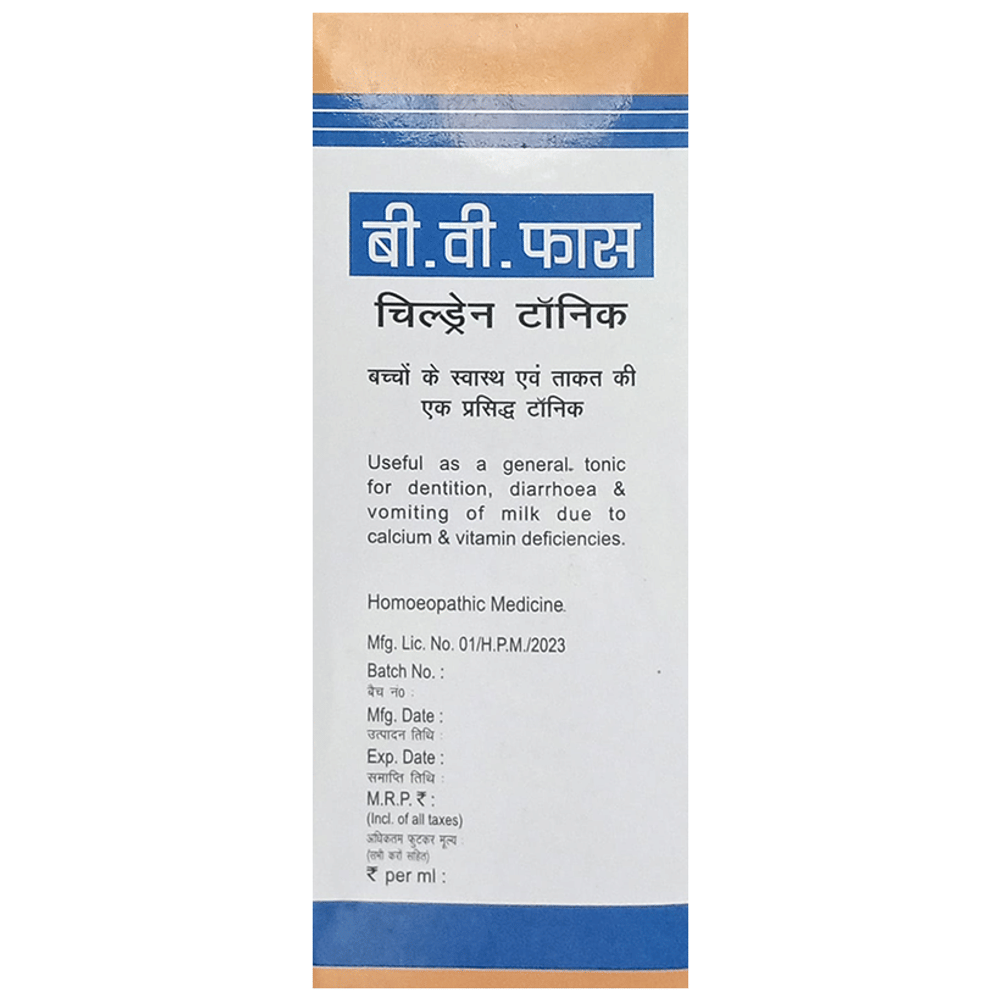 बी.वी.फास
चिल्ड्रेन टॉनिक
बच्चों के स्वास्थ एवं ताकत की
एक प्रसिद्ध टॉनिक
Useful as a general tonic
for dentition, diarrhoea &
vomiting of milk due to
calcium & vitamin deficiencies.
Homoeopathic Medicine
Mfg. Lic. No. 01/H.P.M./2023
Batch No. :
बैच नं० :
Mfg. Date :
उत्पादन तिथि :
Exp. Date :
समाप्ति तिथि :
M.R.P. ₹ :
(Incl. of all taxes)
अधिकतम फुटकर मूल्य :
(सभी करों सहित)
₹ per ml :